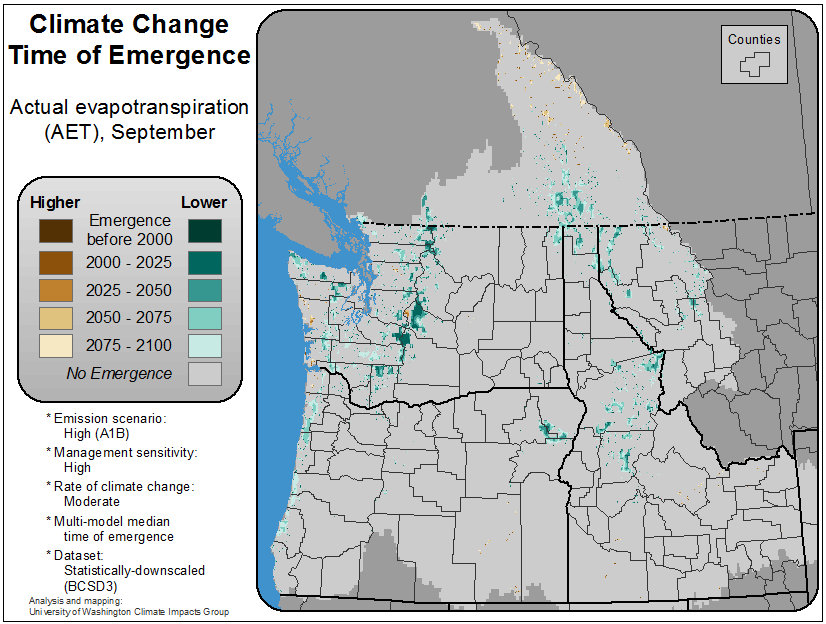 Climate Change
Time of Emergence
Actual evapotranspiration
(AET), September
Counties
Higher
Lower
Emergence
before 2000
2000 - 2025
2025 - 2050
2050 - 2075
2075 - 2100
No Emergence
* Emission scenario:
High (A1B)
* Management sensitivity:
High
* Rate of climate change:
Moderate
* Multi-model median
time of emergence
* Dataset:
Statistically-downscaled
(BCSD3)
Analysis and mapping:
University of Washington Climate Impacts Group